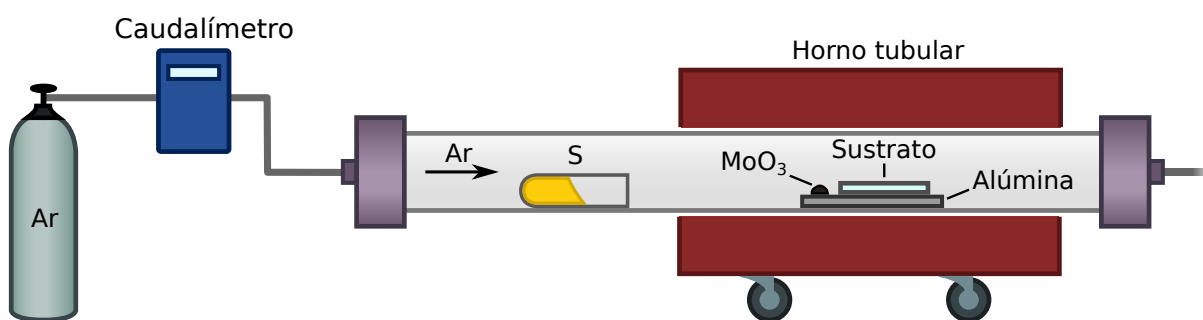 Caudalímetro
Horno tubular
Ar
S
MoO₃
Sustrato
Alúmina
Ar